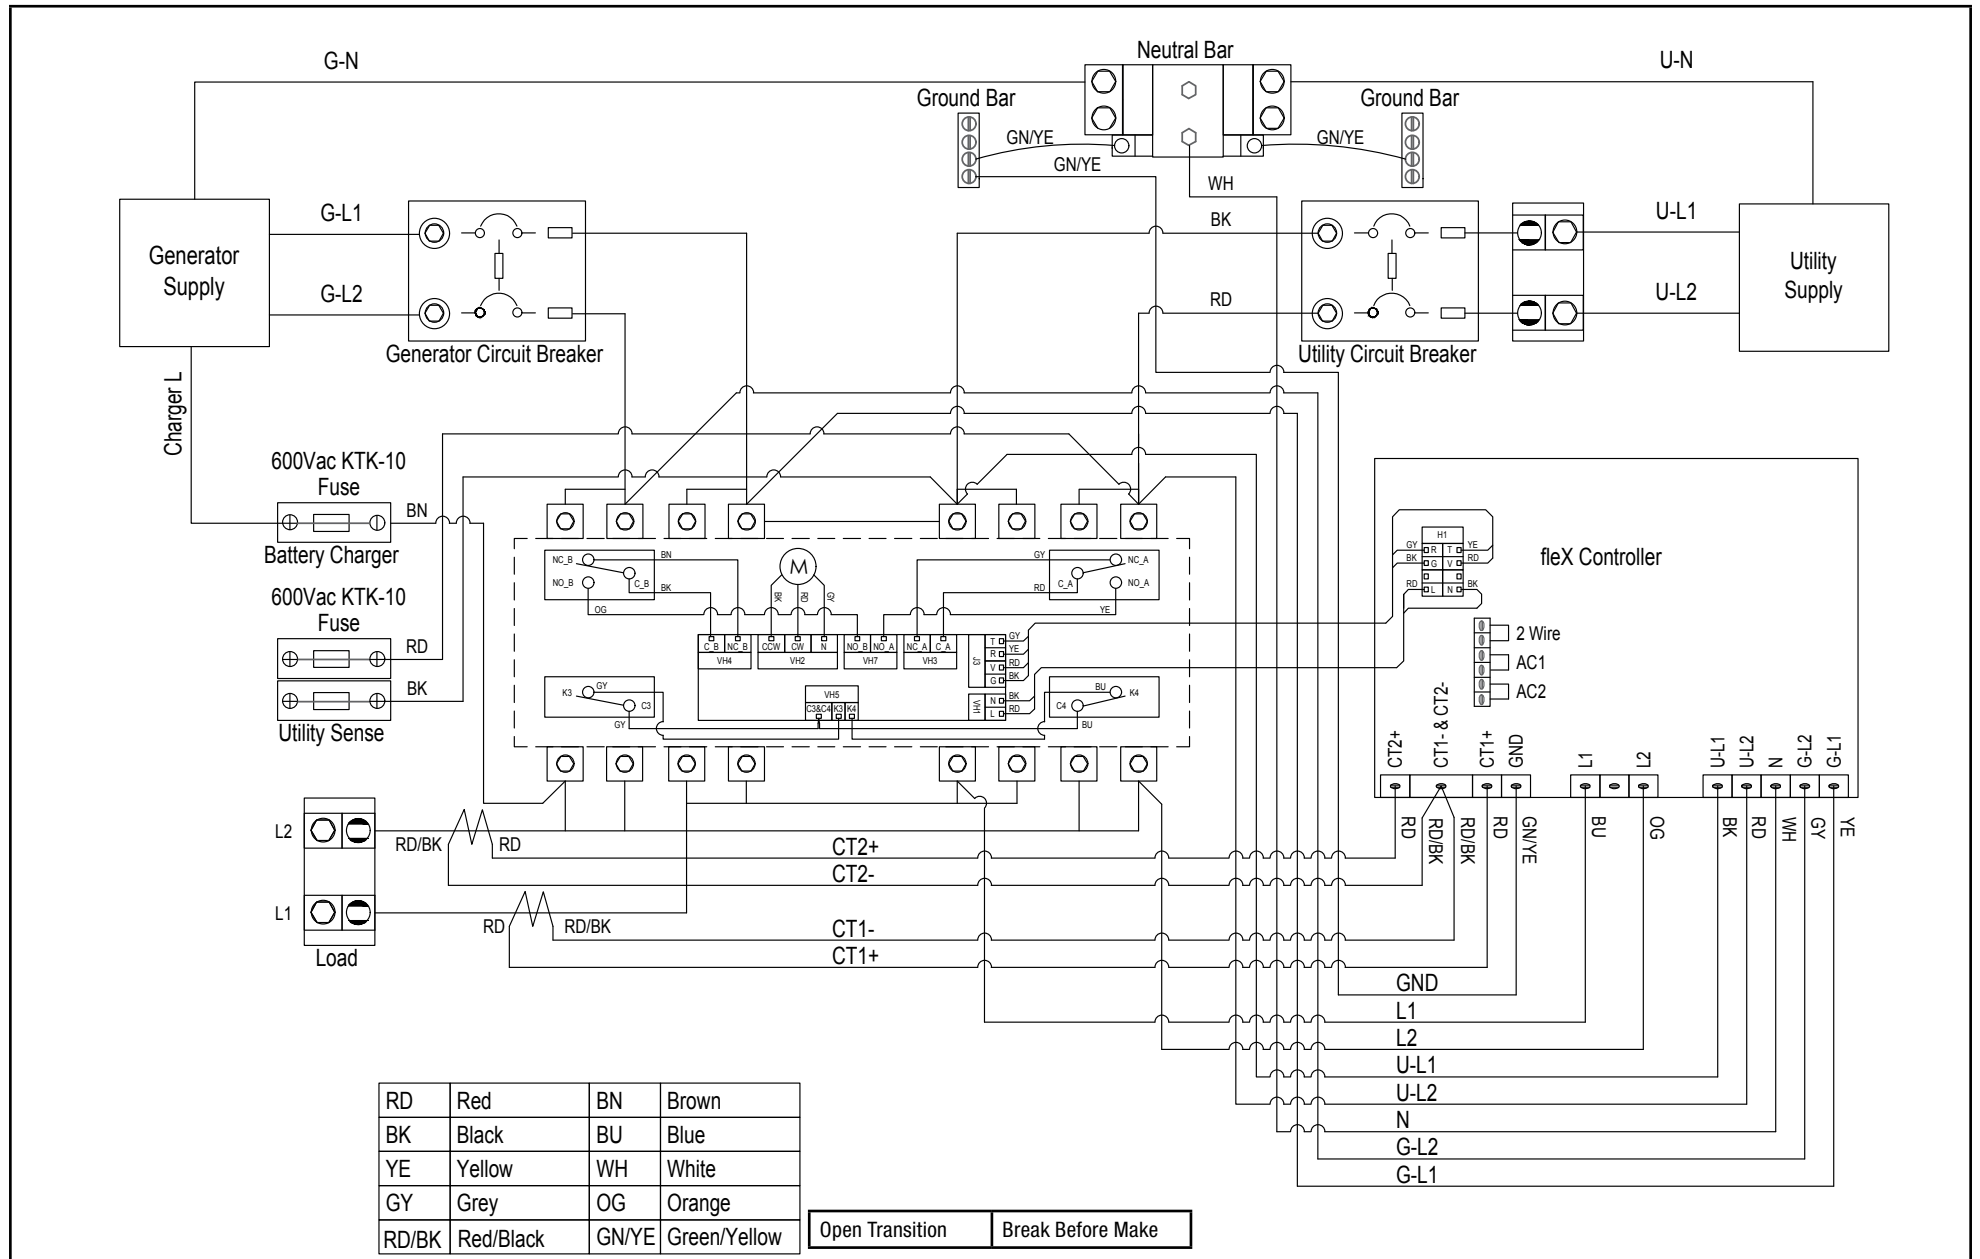 G-N
Neutral Bar
U-N
Ground Bar
Ground Bar
GN/YE
GN/YE
GN/YE
WH
G-L1
BK
U-L1
Generator
Supply
Utility
Supply
G-L2
RD
U-L2
Generator Circuit Breaker
Utility Circuit Breaker
Charger L
600Vac KTK-10
Fuse
BN
Battery Charger
600Vac KTK-10
Fuse
RD
BK
Utility Sense
NC_B
NO_B
C_B
BN
BK
OG
M
BK
RD
GY
GY
RD
YE
NC_A
C_A
NO_A
C_B
NC_B
VH4
CCW
CW
N
VH2
NO_B
NO_A
VH7
NC_A
C_A
VH3
J3
T
R
V
G
GY
YE
RD
BK
VH1
N
L
BK
RD
VH5
C3&C4
K3
K4
K3
GY
C3
GY
BU
K4
C4
BU
fleX Controller
H1
GY
R
T
YE
BK
G
V
RD
RD
L
N
BK
2 Wire
AC1
AC2
CT2+
CT1- & CT2-
CT1+
GND
L1
L2
U-L1
U-L2
N
G-L2
G-L1
RD
RD/BK
RD/BK
RD
GN/YE
BU
OG
BK
RD
WH
GY
YE
L2
RD/BK
RD
CT2+
CT2-
L1
RD
RD/BK
CT1-
CT1+
Load
GND
L1
L2
U-L1
U-L2
N
G-L2
G-L1
RD Red BN Brown
BK Black BU Blue
YE Yellow WH White
GY Grey OG Orange
RD/BK Red/Black GN/YE Green/Yellow
Open Transition Break Before Make